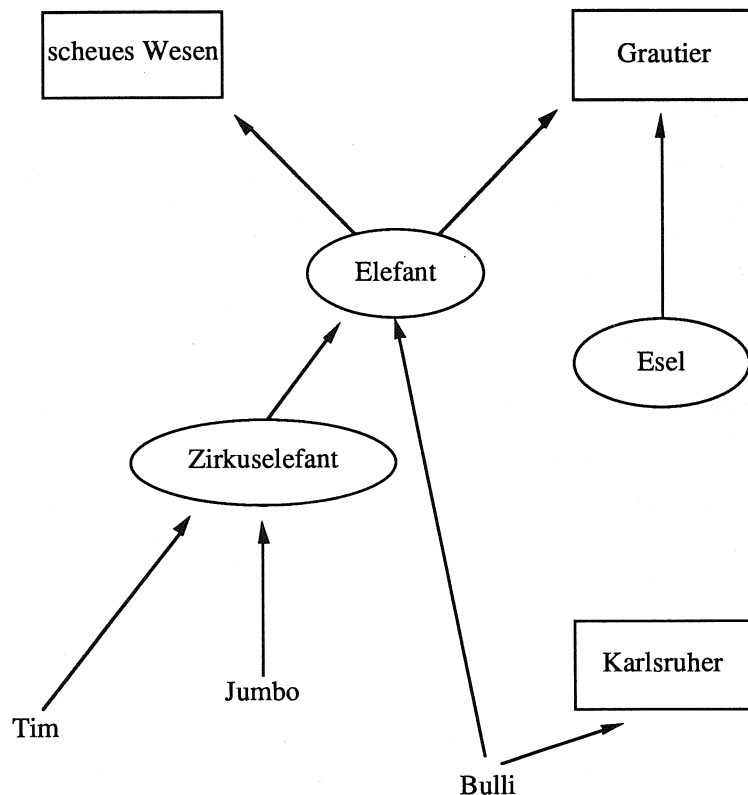 scheues Wesen
Grautier
Elefant
Esel
Zirkuselefant
Karlsruher
Jumbo
Tim
Bulli